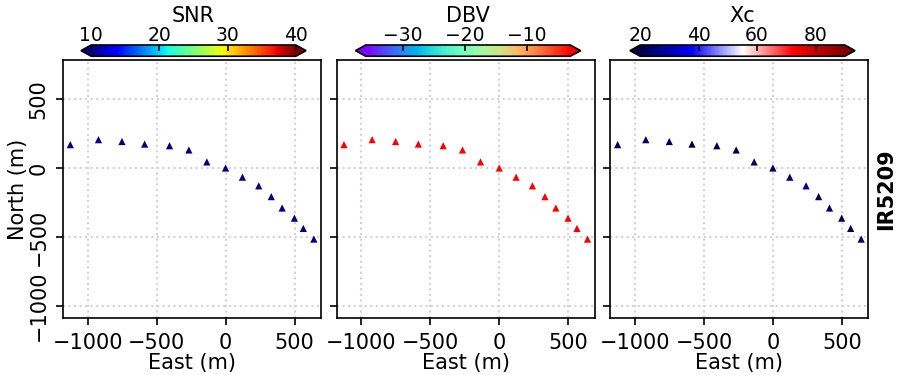 SNR DBV Xc
10 20 30 40 −30 −20 −10 20 40 60 80
500
0
−500
−1000
North (m)
IR5209
−1000 −500 0 500 −1000 −500 0 500 −1000 −500 0 500
East (m) East (m) East (m)